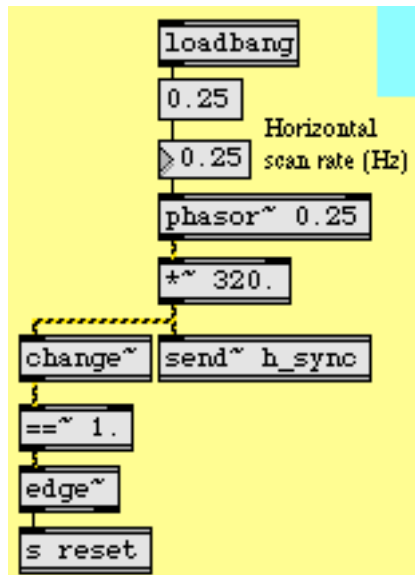 loadbang
0.25
Horizontal
0.25 scan rate (Hz)
phasor~ 0.25
*~ 320.
change~ send~ h_sync
==~ 1.
edge~
s reset